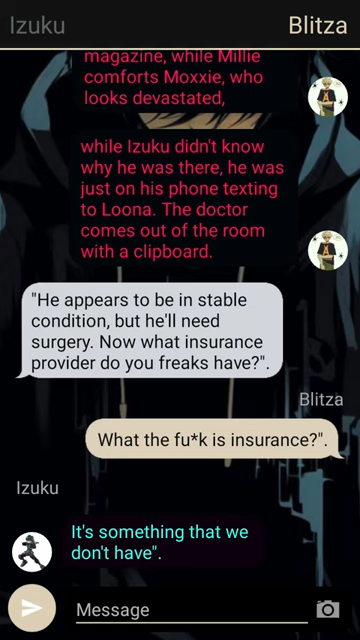 Izuku
Blitza
magazine, while Millie
comforts Moxxie, who
looks devastated,
while Izuku didn't know
why he was there, he was
just on his phone texting
to Loona. The doctor
comes out of the room
with a clipboard.
"He appears to be in stable
condition, but he'll need
surgery. Now what insurance
provider do you freaks have?".
Blitza
What the fu*k is insurance?".
Izuku
It's something that we
don't have".
Message